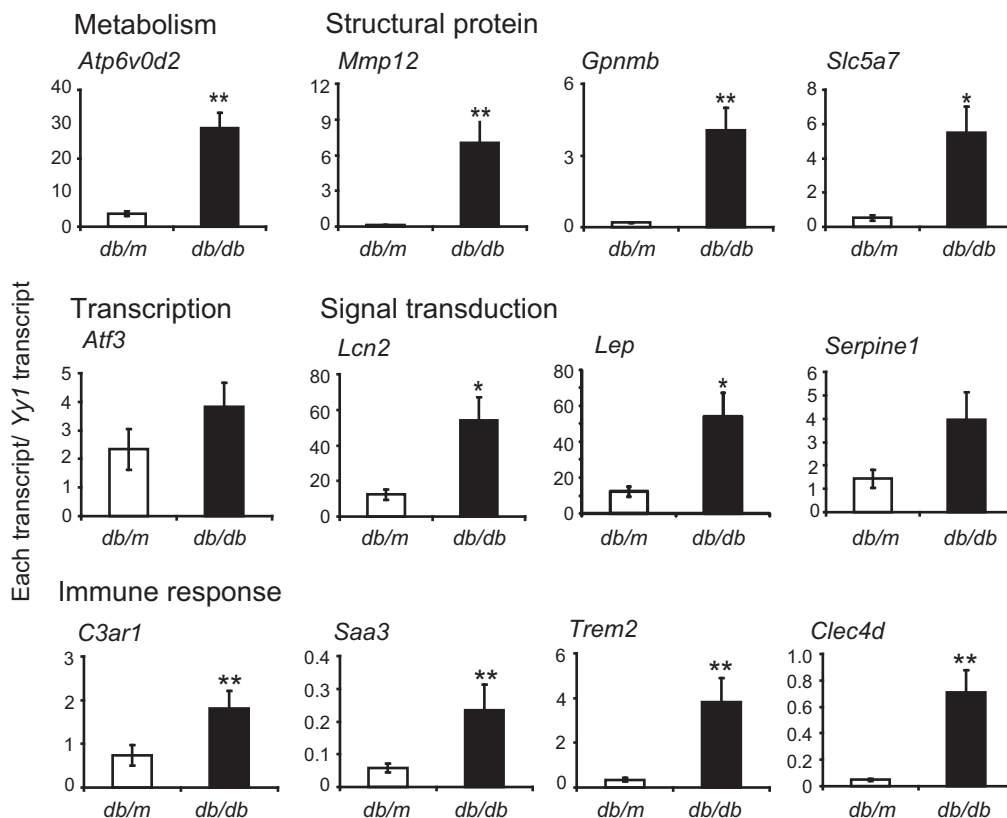 Metabolism
Structural protein
Atp6v0d2
Mmp12
Gpnmb
Slc5a7
40
30
20
10
0
**
db/m
db/db
12
9
6
3
0
**
db/m
db/db
6
4
2
0
**
db/m
db/db
8
6
4
2
0
*
db/m
db/db
Each transcript/ Yy1 transcript
Transcription
Signal transduction
Atf3
Lcn2
Lep
Serpine1
5
4
3
2
1
0
db/m
db/db
80
60
40
20
0
*
db/m
db/db
80
60
40
20
0
*
db/m
db/db
6
5
4
3
2
1
0
db/m
db/db
Immune response
C3ar1
Saa3
Trem2
Clec4d
3
2
1
0
**
db/m
db/db
0.4
0.3
0.2
0.1
0
**
db/m
db/db
6
4
2
0
**
db/m
db/db
1.0
0.8
0.6
0.4
0.2
0
**
db/m
db/db